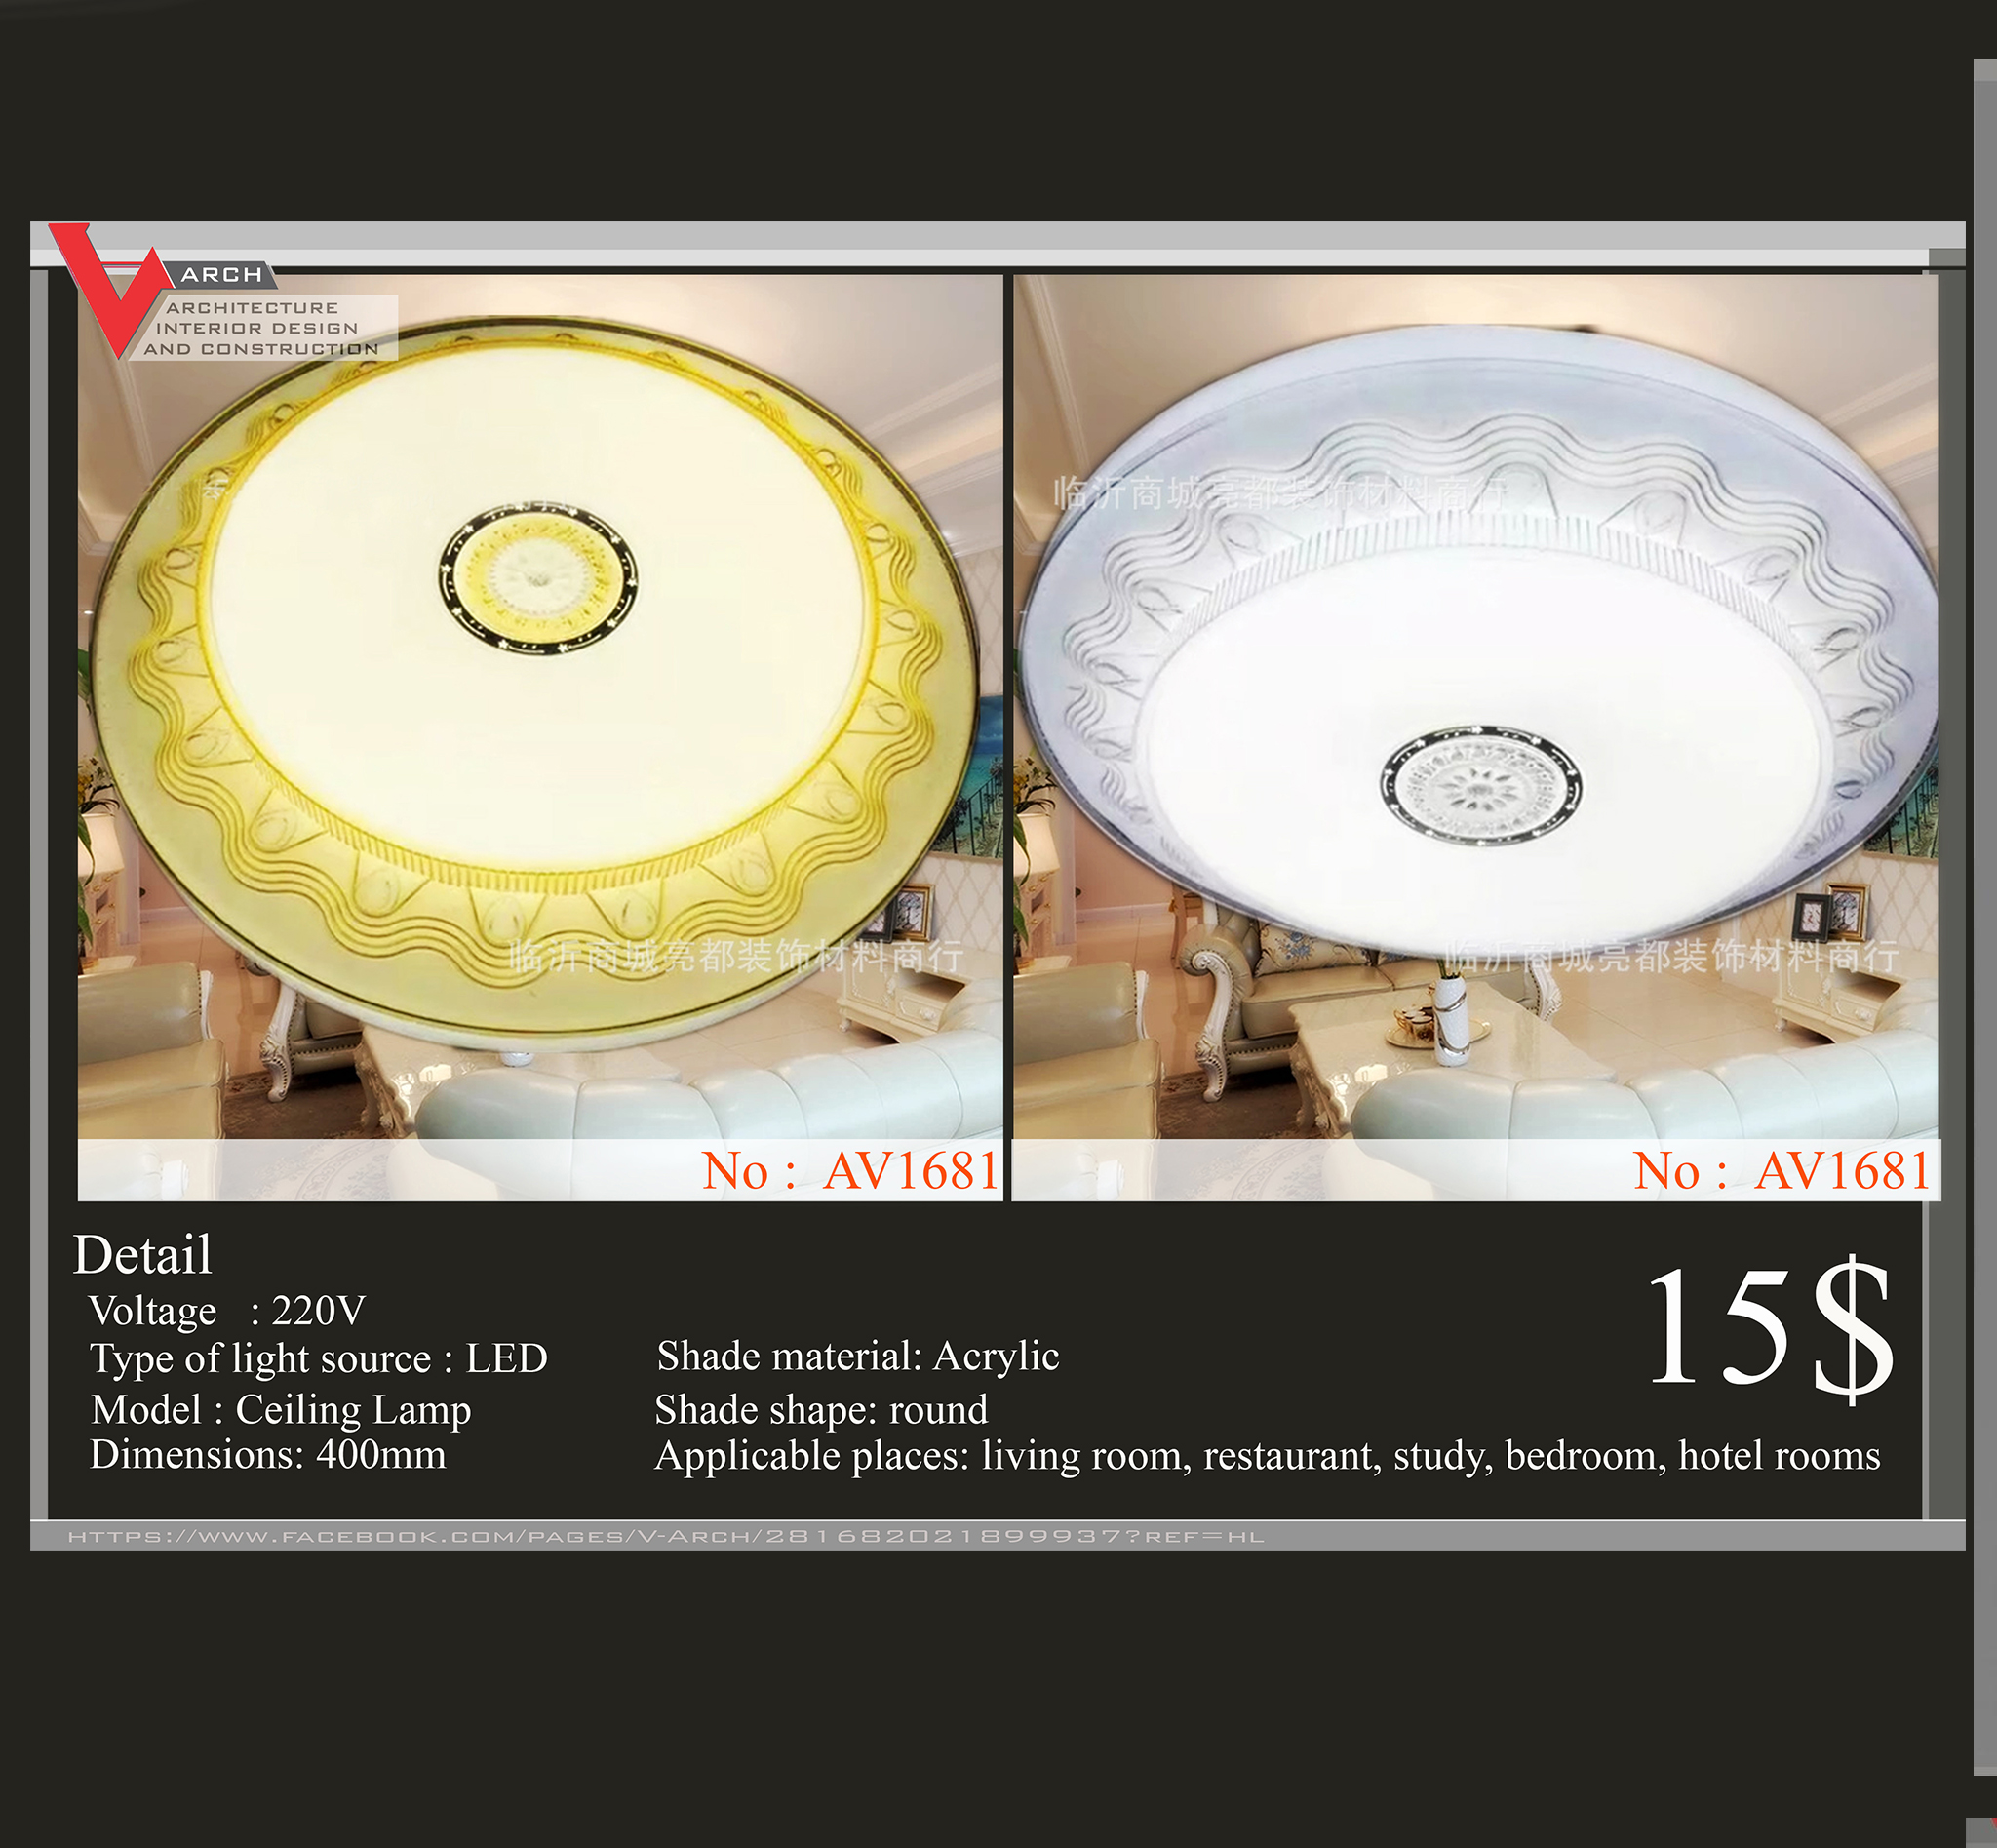 ARCH
ARCHITECTURE
INTERIOR DESIGN
AND CONSTRUCTION
临沂商城亮都装饰材料商行
临沂商城亮都装饰材料商行
临沂商城亮都装饰材料商行
No : AV1681
No : AV1681
Detail
Voltage : 220V
Type of light source : LED
Model : Ceiling Lamp
Dimensions: 400mm
Shade material: Acrylic
Shade shape: round
Applicable places: living room, restaurant, study, bedroom, hotel rooms
15$
HTTPS://WWW.FACEBOOK.COM/PAGES/V-ARCH/281682021899937?REF=HL